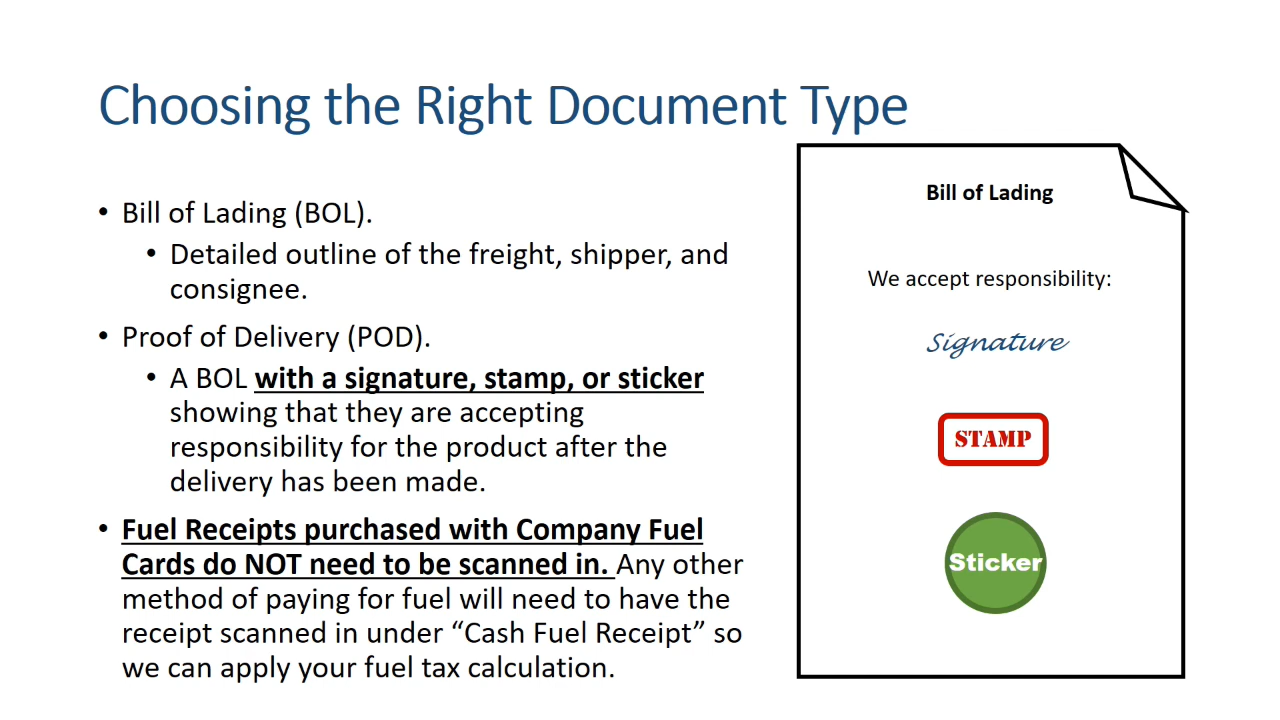 Choosing the Right Document Type
• Bill of Lading (BOL).
• Detailed outline of the freight, shipper, and
consignee.
• Proof of Delivery (POD).
• A BOL with a signature, stamp, or sticker
showing that they are accepting
responsibility for the product after the
delivery has been made.
• Fuel Receipts purchased with Company Fuel
Cards do NOT need to be scanned in. Any other
method of paying for fuel will need to have the
receipt scanned in under “Cash Fuel Receipt” so
we can apply your fuel tax calculation.
Bill of Lading
We accept responsibility:
Signature
STAMP
Sticker